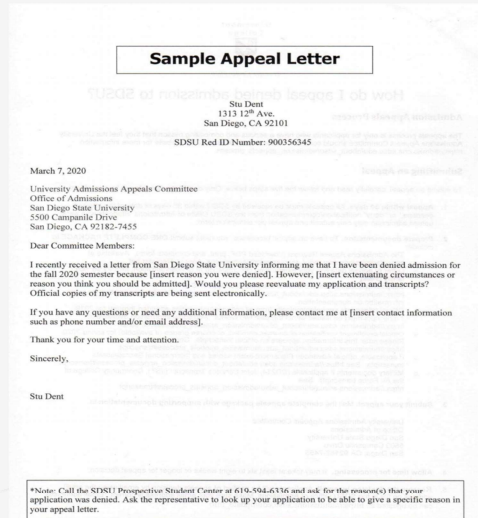 Sample Appeal Letter
Stu Dent
1313 12th Ave.
San Diego, CA 92101
SDSU Red ID Number: 900356345
March 7, 2020
University Admissions Appeals Committee
Office of Admissions
San Diego State University
5500 Campanile Drive
San Diego, CA 92182-7455
Dear Committee Members:
I recently received a letter from San Diego State University informing me that I have been denied admission for
the fall 2020 semester because [insert reason you were denied]. However, [insert extenuating circumstances or
reason you think you should be admitted]. Would you please reevaluate my application and transcripts?
Official copies of my transcripts are being sent electronically.
If you have any questions or need any additional information, please contact me at [insert contact information
such as phone number and/or email address].
Thank you for your time and attention.
Sincerely,
Stu Dent
*Note: Call the SDSU Prospective Student Center at 619-594-6336 and ask for the reason(s) that your
application was denied. Ask the representative to look up your application to be able to give a specific reason in
your appeal letter.